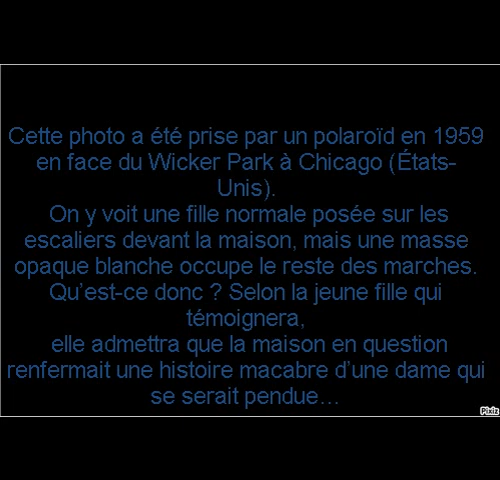 Cette photo a été prise par un polaroïd en 1959
en face du Wicker Park à Chicago (États-
Unis).
On y voit une fille normale posée sur les
escaliers devant la maison, mais une masse
opaque blanche occupe le reste des marches.
Qu’est-ce donc ? Selon la jeune fille qui
témoignera,
elle admettra que la maison en question
renfermait une histoire macabre d’une dame qui
se serait pendue…
Pixiz